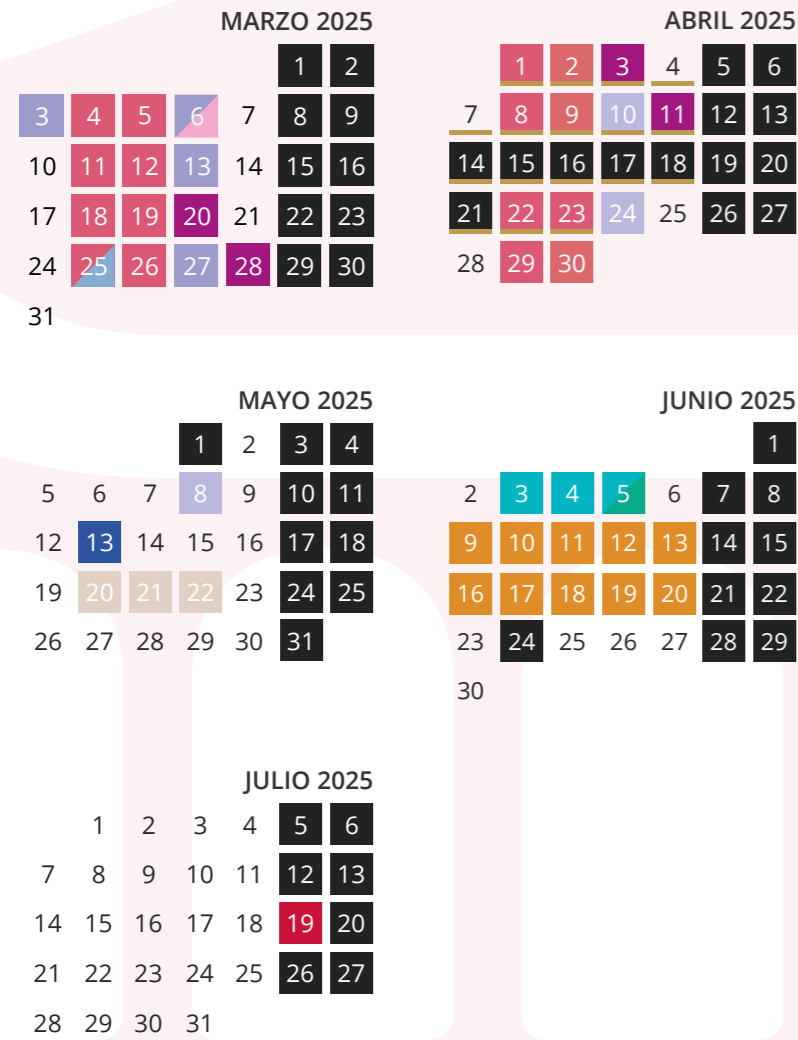 MARZO 2025
1 2
3 4 5 6 7 8 9
10 11 12 13 14 15 16
17 18 19 20 21 22 23
24 25 26 27 28 29 30
31
ABRIL 2025
1 2 3 4 5 6
7 8 9 10 11 12 13
14 15 16 17 18 19 20
21 22 23 24 25 26 27
28 29 30
MAYO 2025
1 2 3 4
5 6 7 8 9 10 11
12 13 14 15 16 17 18
19 20 21 22 23 24 25
26 27 28 29 30 31
JUNIO 2025
1
2 3 4 5 6 7 8
9 10 11 12 13 14 15
16 17 18 19 20 21 22
23 24 25 26 27 28 29
30
JULIO 2025
1 2 3 4 5 6
7 8 9 10 11 12 13
14 15 16 17 18 19 20
21 22 23 24 25 26 27
28 29 30 31